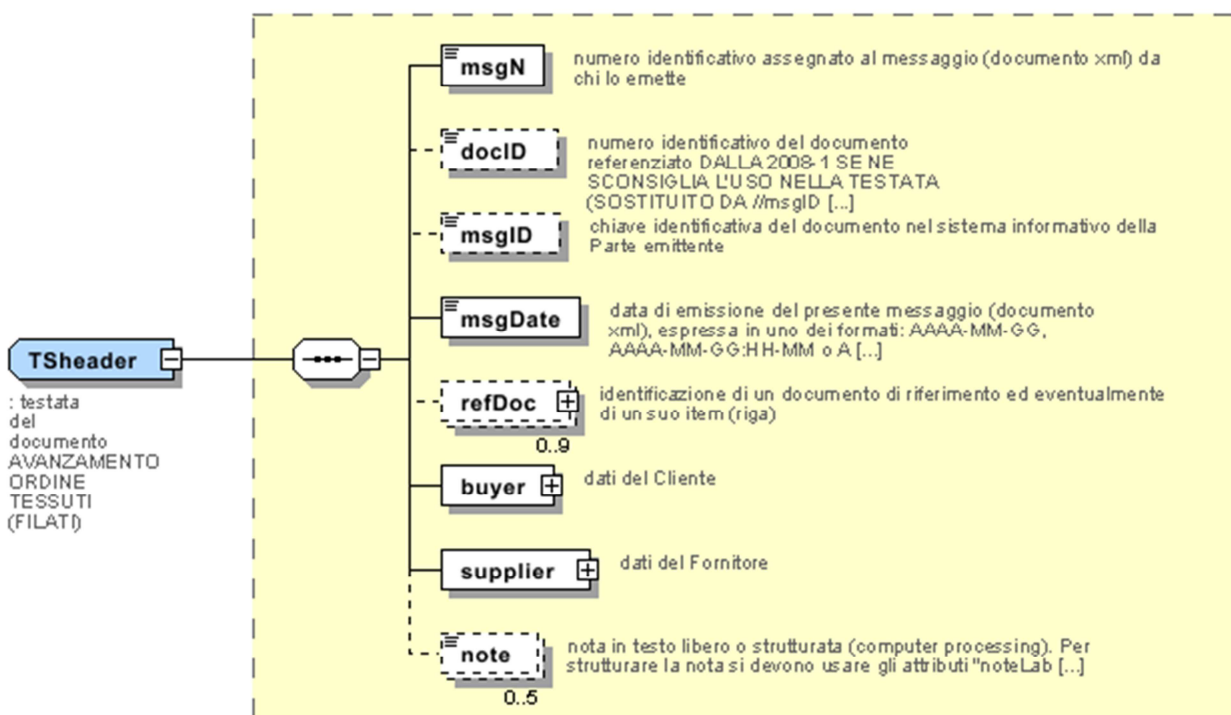 msgN
numero identificativo assegnato al messaggio (documento xml) da
chi lo emette
docID
numero identificativo del documento
referenziato DALLA 2008-1 SE NE
SCONSIGLIA L'USO NELLA TESTATA
(SOSTITUITO DA //msgID [...]
msgID
chiave identificativa del documento nel sistema informativo della
Parte emittente
msgDate
data di emissione del presente messaggio (documento
xml), espressa in uno dei formati: AAAA-MM-GG,
AAAA-MM-GG:HH-MM o A [...]
TSheader
: testata
del
documento
AVANZAMENTO
ORDINE
TESSUTI
(FILATI)
refDoc
identificazione di un documento di riferimento ed eventualmente
di un suo item (riga)
0..9
buyer
dati del Cliente
supplier
dati del Fornitore
note
nota in testo libero o strutturata (computer processing). Per
strutturare la nota si devono usare gli attributi "noteLab [...]
0..5